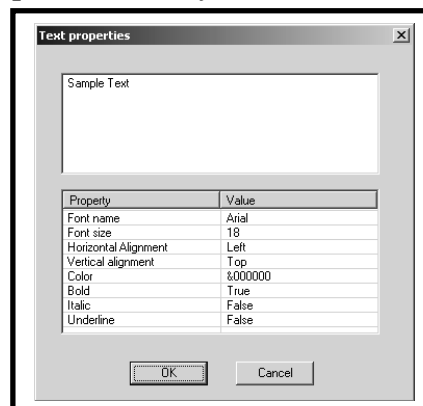 Text properties
Sample Text
Property Value
Font name Arial
Font size 18
Horizontal Alignment Left
Vertical alignment Top
Color &000000
Bold True
Italic False
Underline False
OK Cancel